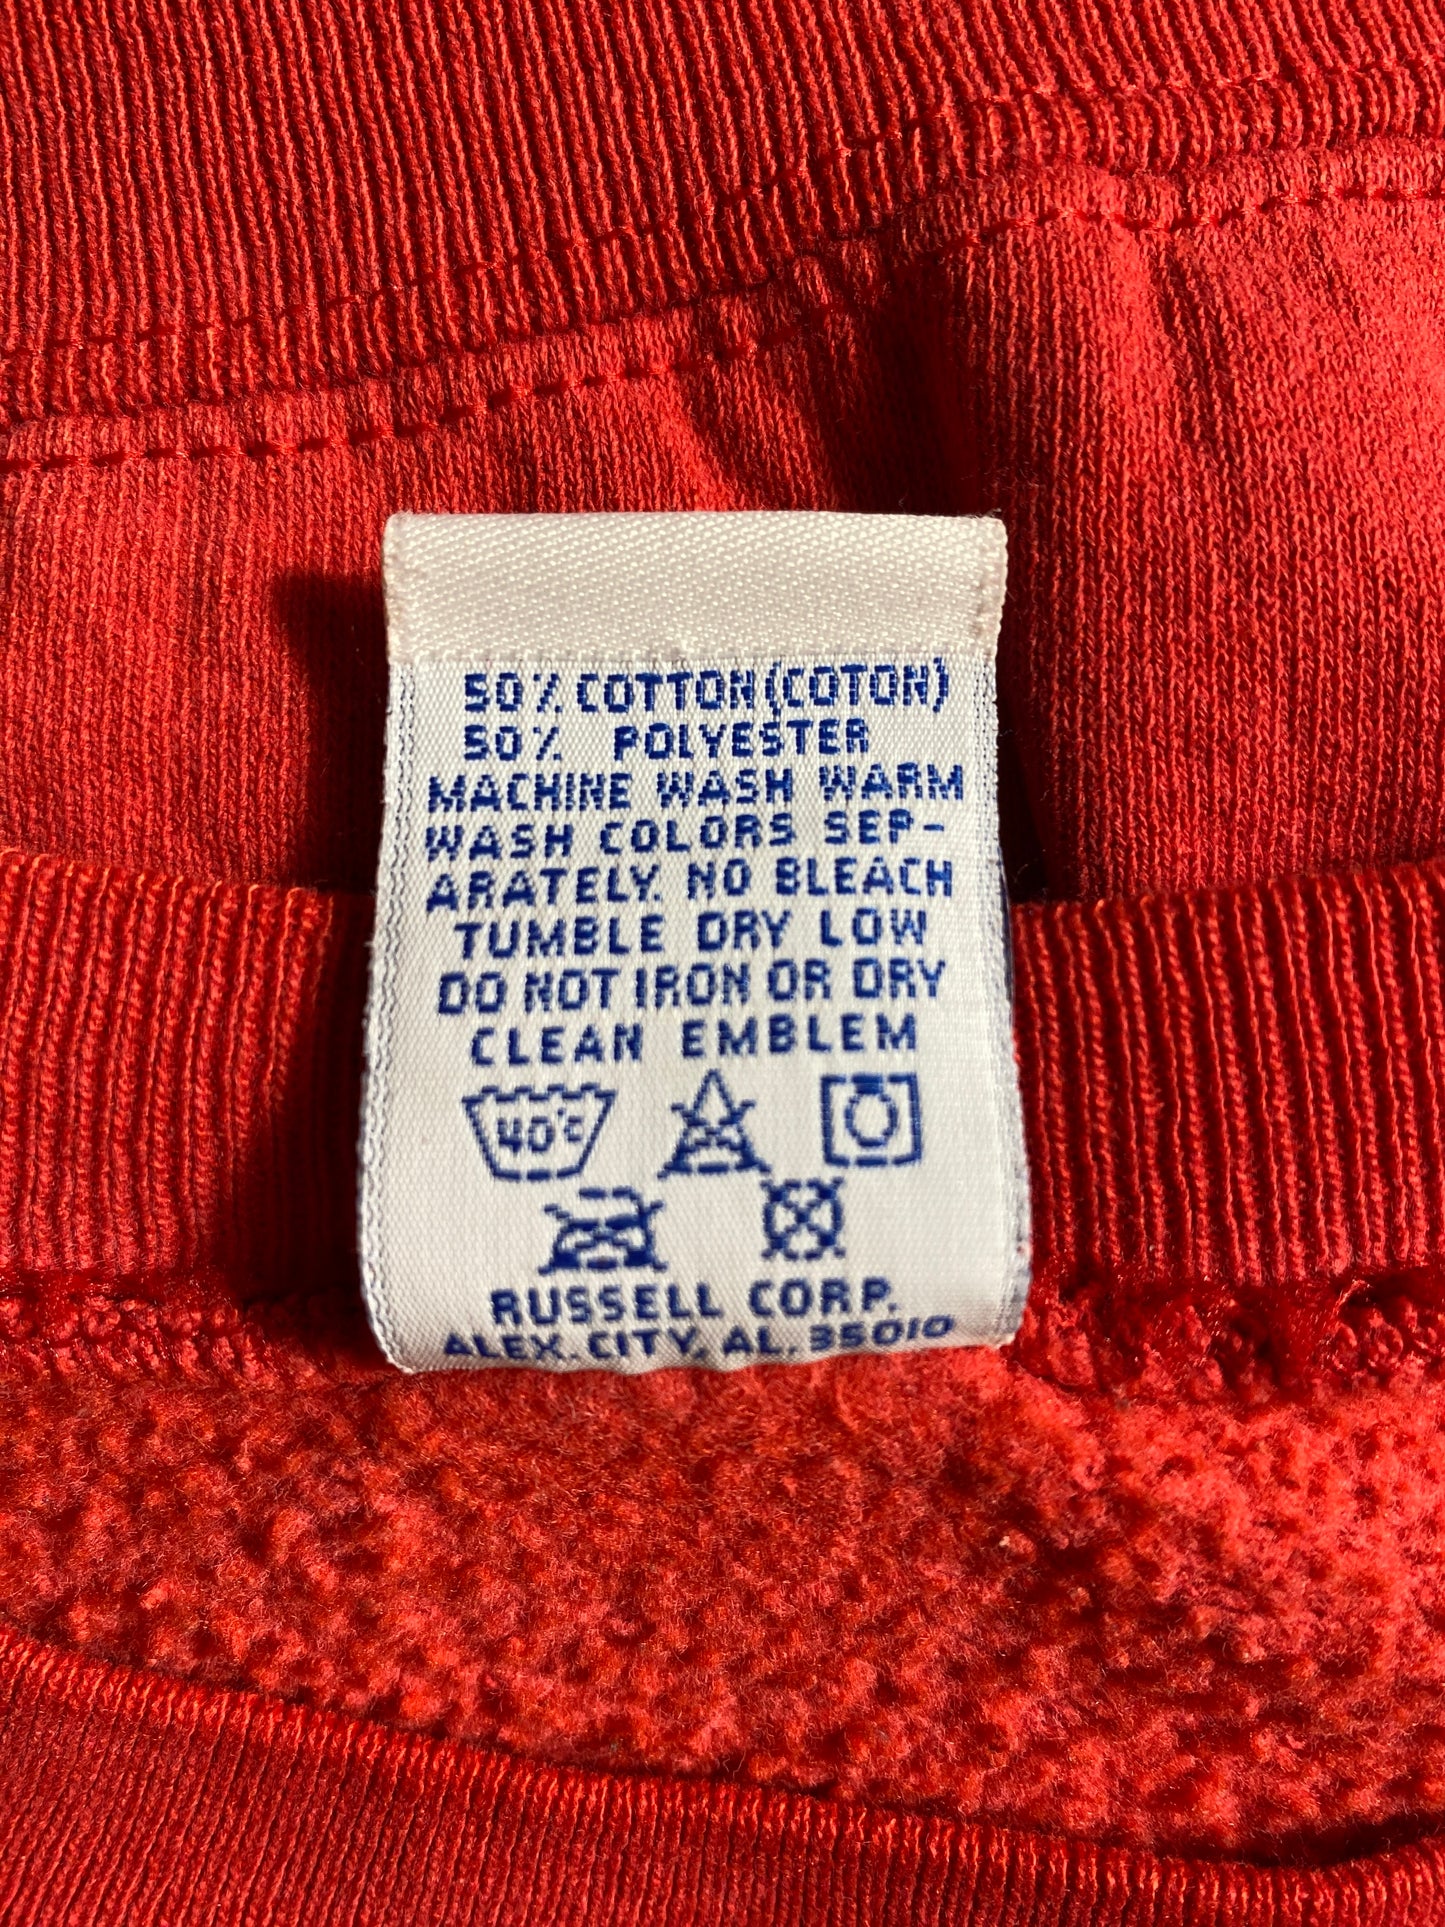 50% COTTON (COTON)
50% POLYESTER
MACHINE WASH WARM
WASH COLORS SEP-
ARATELY. NO BLEACH
TUMBLE DRY LOW
DO NOT IRON OR DRY
CLEAN EMBLEM
40°C
RUSSELL CORP.
ALEX. CITY, AL. 35010